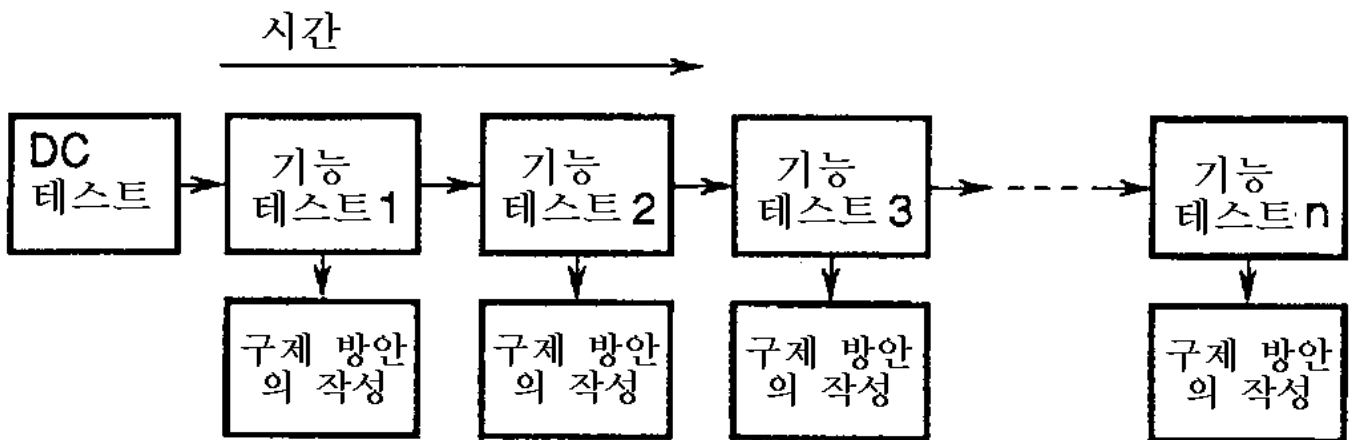 시간
DC
테스트
기능
테스트 1
기능
테스트 2
기능
테스트 3
기능
테스트 n
구제 방안
의 작성
구제 방안
의 작성
구제 방안
의 작성
구제 방안
의 작성